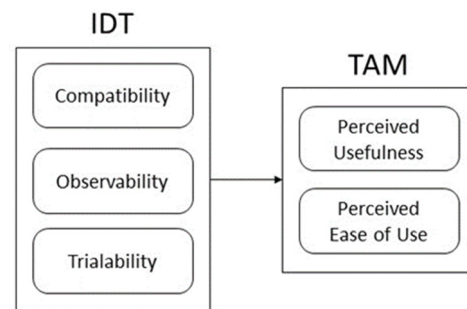 IDT
Compatibility
Observability
Trialability
TAM
Perceived
Usefulness
Perceived
Ease of Use